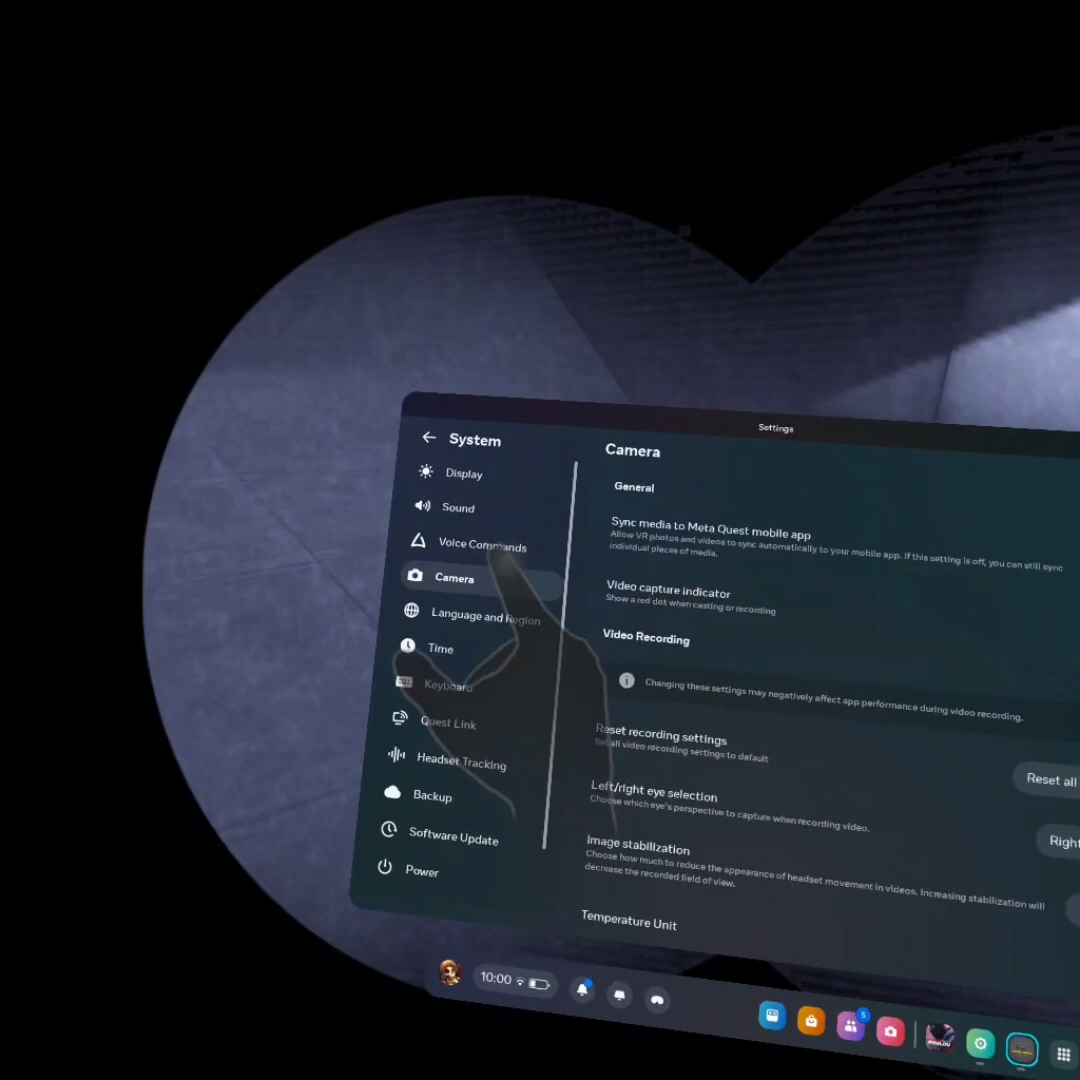 Settings
System
Display
Sound
Voice Commands
Camera
Language and Region
Time
Keyboard
Quest Link
Headset Tracking
Backup
Software Update
Power
Camera
General
Sync media to Meta Quest mobile app
Allow VR photos and videos to sync automatically to your mobile app. If this setting is off, you can still sync
individual pieces of media.
Video capture indicator
Show a red dot when casting or recording
Video Recording
Changing these settings may negatively affect app performance during video recording.
Reset recording settings
Set all video recording settings to default
Reset all
Left/right eye selection
Choose which eye's perspective to capture when recording video.
Right
Image stabilization
Choose how much to reduce the appearance of headset movement in videos. Increasing stabilization will
decrease the recorded field of view.
Temperature Unit
10:00
5
PAVLOV